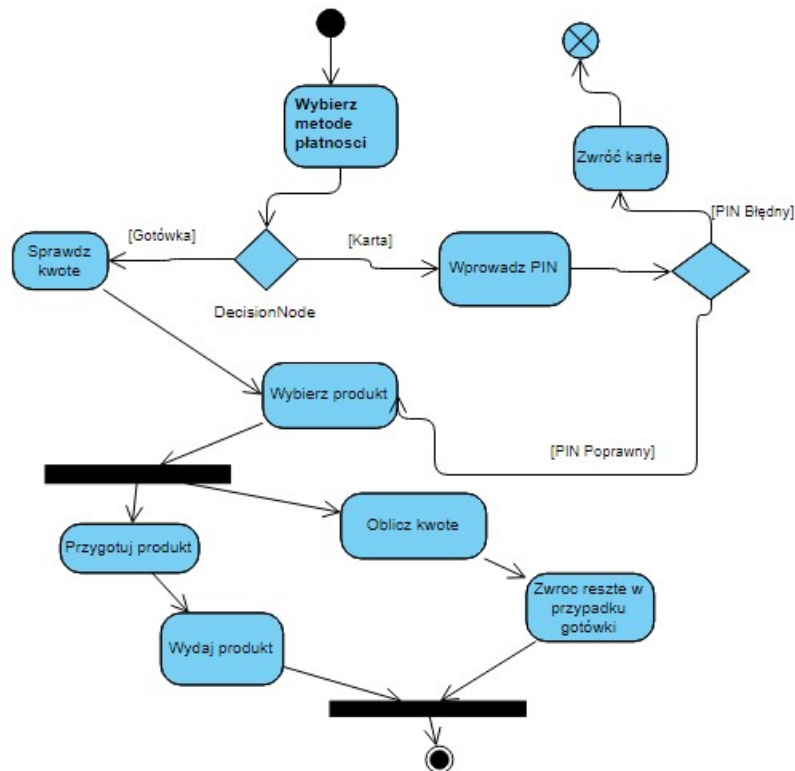 Wybierz
metode
płatnosci
Zwróć karte
[PIN Błędny]
[Gotówka]
[Karta]
Sprawdz
kwote
Wprowadz PIN
DecisionNode
Wybierz produkt
[PIN Poprawny]
Przygotuj produkt
Oblicz kwote
Zwroc reszte w
przypadku
gotówki
Wydaj produkt